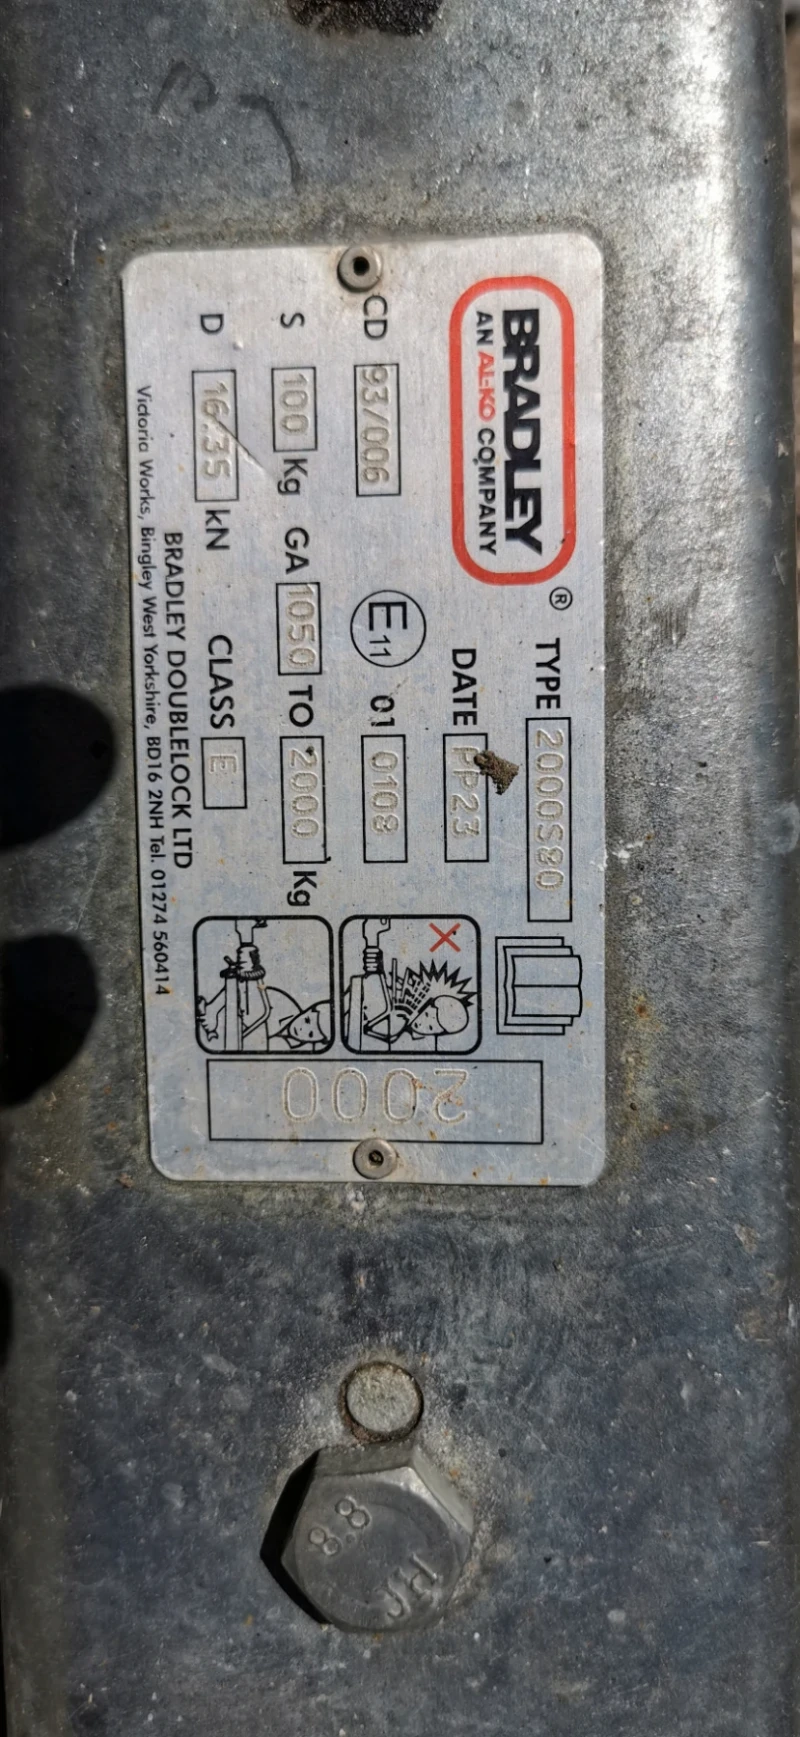 BRADLEY®
AN AL-KO COMPANY
TYPE 2000S80
DATE PP23
CD 93/006 E11 01 0108
S 100 Kg GA 1050 TO 2000 Kg
D 16.35 kN CLASS E
BRADLEY DOUBLELOCK LTD
Victoria Works, Bingley West Yorkshire, BD16 2NH Tel. 01274 560414
2000
8.8